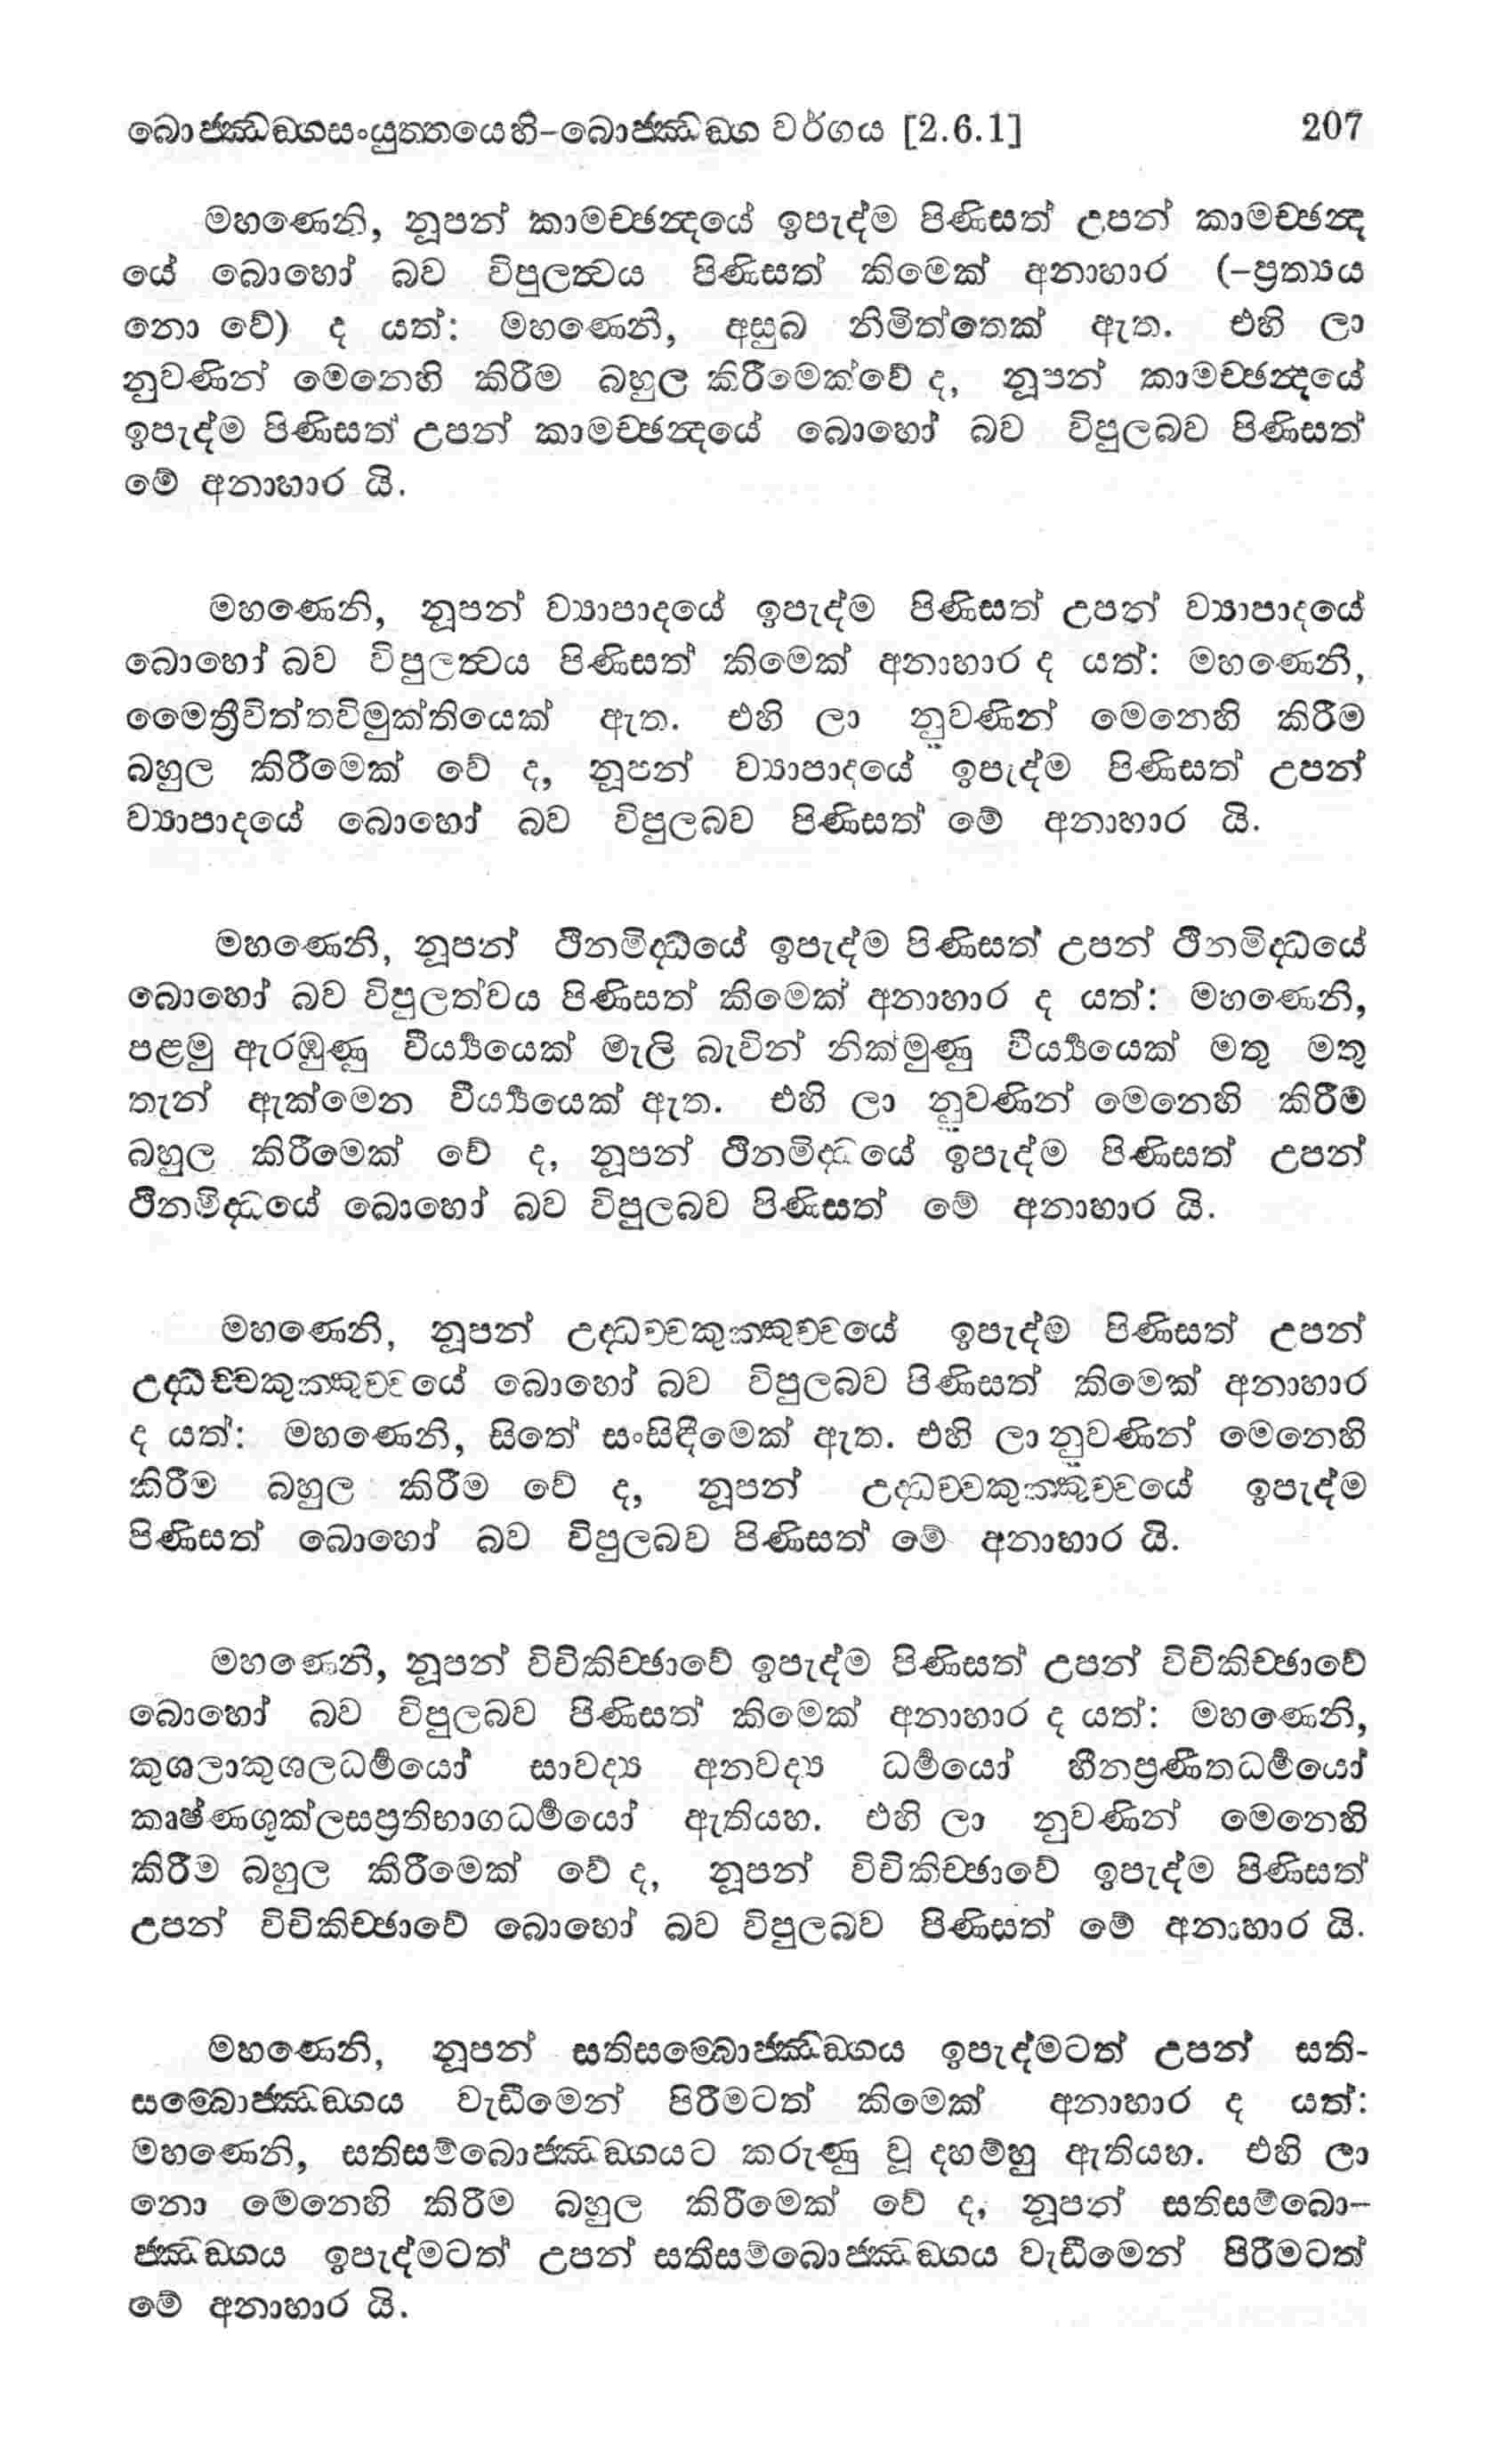 බොජ්ඣඞ්ගසංයුත්තයෙහි-බොජ්ඣඞ්ග වර්ගය [2.6.1] 207
මහණෙනි, නූපන් කාමච්ඡන්දයේ ඉපැද්ම පිණිසත් උපන් කාමච්ඡන්ද
යේ බොහෝ බව විපුලත්වය පිණිසත් කිමෙක් අනාහාර (-ප්‍රත්‍යය
නො වේ) ද යත්: මහණෙනි, අසුබ නිමිත්තෙක් ඇත. එහි ලා
නුවණින් මෙනෙහි කිරීම බහුල කිරීමෙක්වේ ද, නූපන් කාමච්ඡන්දයේ
ඉපැද්ම පිණිසත් උපන් කාමච්ඡන්දයේ බොහෝ බව විපුලබව පිණිසත්
මේ අනාහාර යි.
මහණෙනි, නූපන් ව්‍යාපාදයේ ඉපැද්ම පිණිසත් උපන් ව්‍යාපාදයේ
බොහෝ බව විපුලත්වය පිණිසත් කිමෙක් අනාහාර ද යත්: මහණෙනි,
මෛත්‍රීචිත්තවිමුක්තියෙක් ඇත. එහි ලා නුවණින් මෙනෙහි කිරීම
බහුල කිරීමෙක් වේ ද, නූපන් ව්‍යාපාදයේ ඉපැද්ම පිණිසත් උපන්
ව්‍යාපාදයේ බොහෝ බව විපුලබව පිණිසත් මේ අනාහාර යි.
මහණෙනි, නූපන් ථීනමිද්ධයේ ඉපැද්ම පිණිසත් උපන් ථීනමිද්ධයේ
බොහෝ බව විපුලත්වය පිණිසත් කිමෙක් අනාහාර ද යත්: මහණෙනි,
පළමු ඇරඹුණු වීර්‍ය්‍යයෙක් මැලි බැවින් නික්මුණු වීර්‍ය්‍යයෙක් මතු මතු
තැන් ඇක්මෙන වීර්‍ය්‍යයෙක් ඇත. එහි ලා නුවණින් මෙනෙහි කිරීම
බහුල කිරීමෙක් වේ ද, නූපන් ථීනමිද්ධයේ ඉපැද්ම පිණිසත් උපන්
ථීනමිද්ධයේ බොහෝ බව විපුලබව පිණිසත් මේ අනාහාර යි.
මහණෙනි, නූපන් උද්ධච්චකුක්කුච්චයේ ඉපැද්ම පිණිසත් උපන්
උද්ධච්චකුක්කුච්චයේ බොහෝ බව විපුලබව පිණිසත් කිමෙක් අනාහාර
ද යත්: මහණෙනි, සිතේ සංසිඳීමෙක් ඇත. එහි ලා නුවණින් මෙනෙහි
කිරීම බහුල කිරීම වේ ද, නූපන් උද්ධච්චකුක්කුච්චයේ ඉපැද්ම
පිණිසත් බොහෝ බව විපුලබව පිණිසත් මේ අනාහාර යි.
මහණෙනි, නූපන් විචිකිච්ඡාවේ ඉපැද්ම පිණිසත් උපන් විචිකිච්ඡාවේ
බොහෝ බව විපුලබව පිණිසත් කිමෙක් අනාහාර ද යත්: මහණෙනි,
කුශලාකුශලධර්මයෝ සාවද්‍ය අනවද්‍ය ධර්මයෝ හීනප්‍රණීතධර්මයෝ
කෘෂ්ණශුක්ලසප්‍රතිභාගධර්මයෝ ඇතියහ. එහි ලා නුවණින් මෙනෙහි
කිරීම බහුල කිරීමෙක් වේ ද, නූපන් විචිකිච්ඡාවේ ඉපැද්ම පිණිසත්
උපන් විචිකිච්ඡාවේ බොහෝ බව විපුලබව පිණිසත් මේ අනාහාර යි.
මහණෙනි, නූපන් සතිසම්බොජ්ඣඞ්ගය ඉපැද්මටත් උපන් සති-
සම්බොජ්ඣඞ්ගය වැඩීමෙන් පිරීමටත් කිමෙක් අනාහාර ද යත්:
මහණෙනි, සතිසම්බොජ්ඣඞ්ගයට කරුණු වූ දහම්හු ඇතියහ. එහි ලා
නො මෙනෙහි කිරීම බහුල කිරීමෙක් වේ ද, නූපන් සතිසම්බො-
ජ්ඣඞ්ගය ඉපැද්මටත් උපන් සතිසම්බොජ්ඣඞ්ගය වැඩීමෙන් පිරීමටත්
මේ අනාහාර යි.